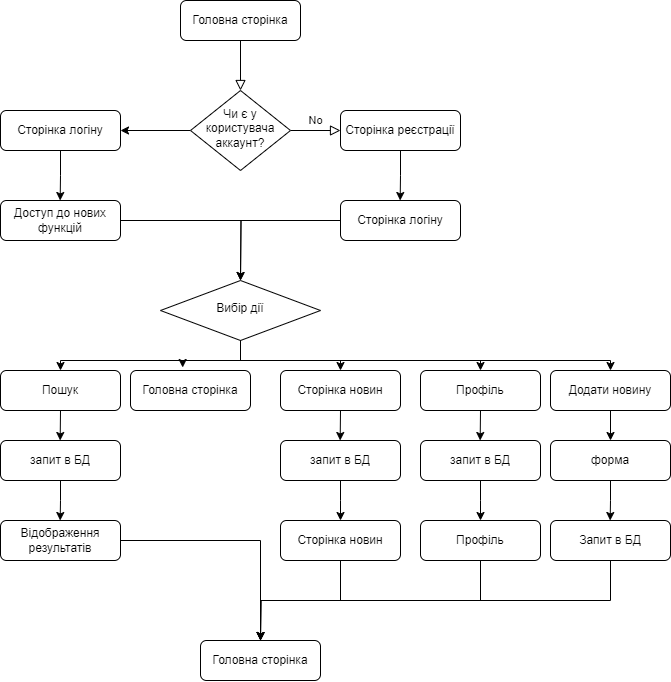 Головна сторінка
Чи є у
користувача
аккаунт?
No
Сторінка логіну
Сторінка реєстрації
Доступ до нових
функцій
Сторінка логіну
Вибір дії
Пошук
Головна сторінка
Сторінка новин
Профіль
Додати новину
запит в БД
запит в БД
запит в БД
форма
Відображення
результатів
Сторінка новин
Профіль
Запит в БД
Головна сторінка